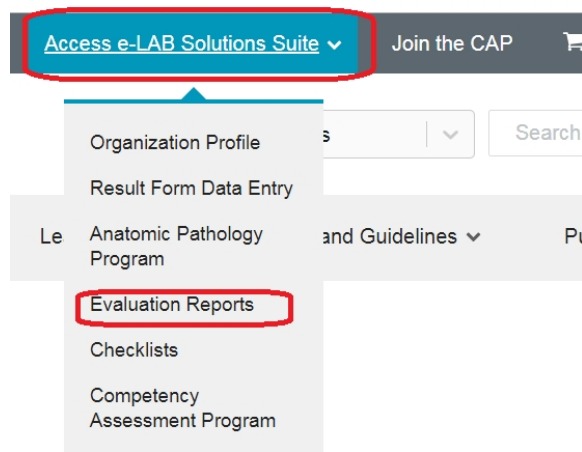 Access e-LAB Solutions Suite Join the CAP
Organization Profile s Search
Result Form Data Entry
Le Anatomic Pathology and Guidelines Pu
Program
Evaluation Reports
Checklists
Competency
Assessment Program